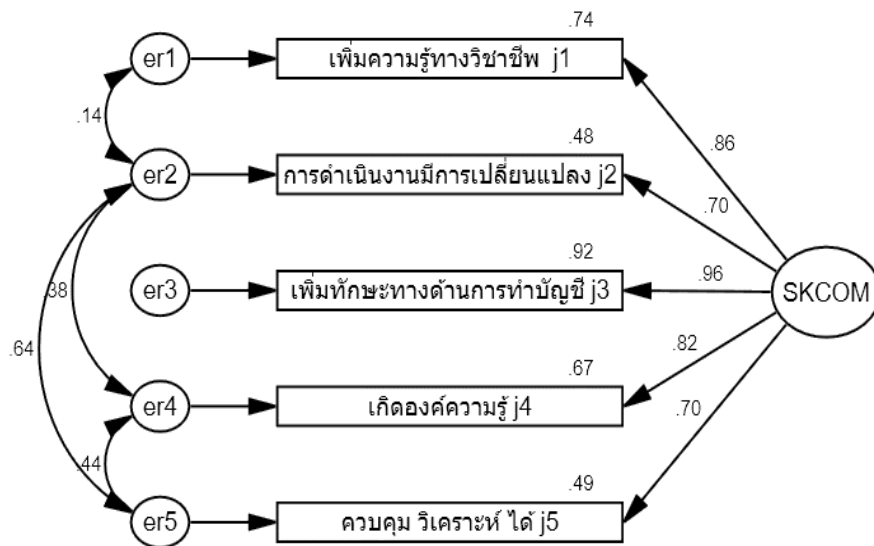 .74
er1
เพิ่มความรู้ทางวิชาชีพ j1
.14
.86
.48
er2
การดำเนินงานมีการเปลี่ยนแปลง j2
.70
.92
er3
เพิ่มทักษะทางด้านการทำบัญชี j3
.96
SKCOM
.38
.64
.82
.67
er4
เกิดองค์ความรู้ j4
.70
.44
.49
er5
ควบคุม วิเคราะห์ ได้ j5